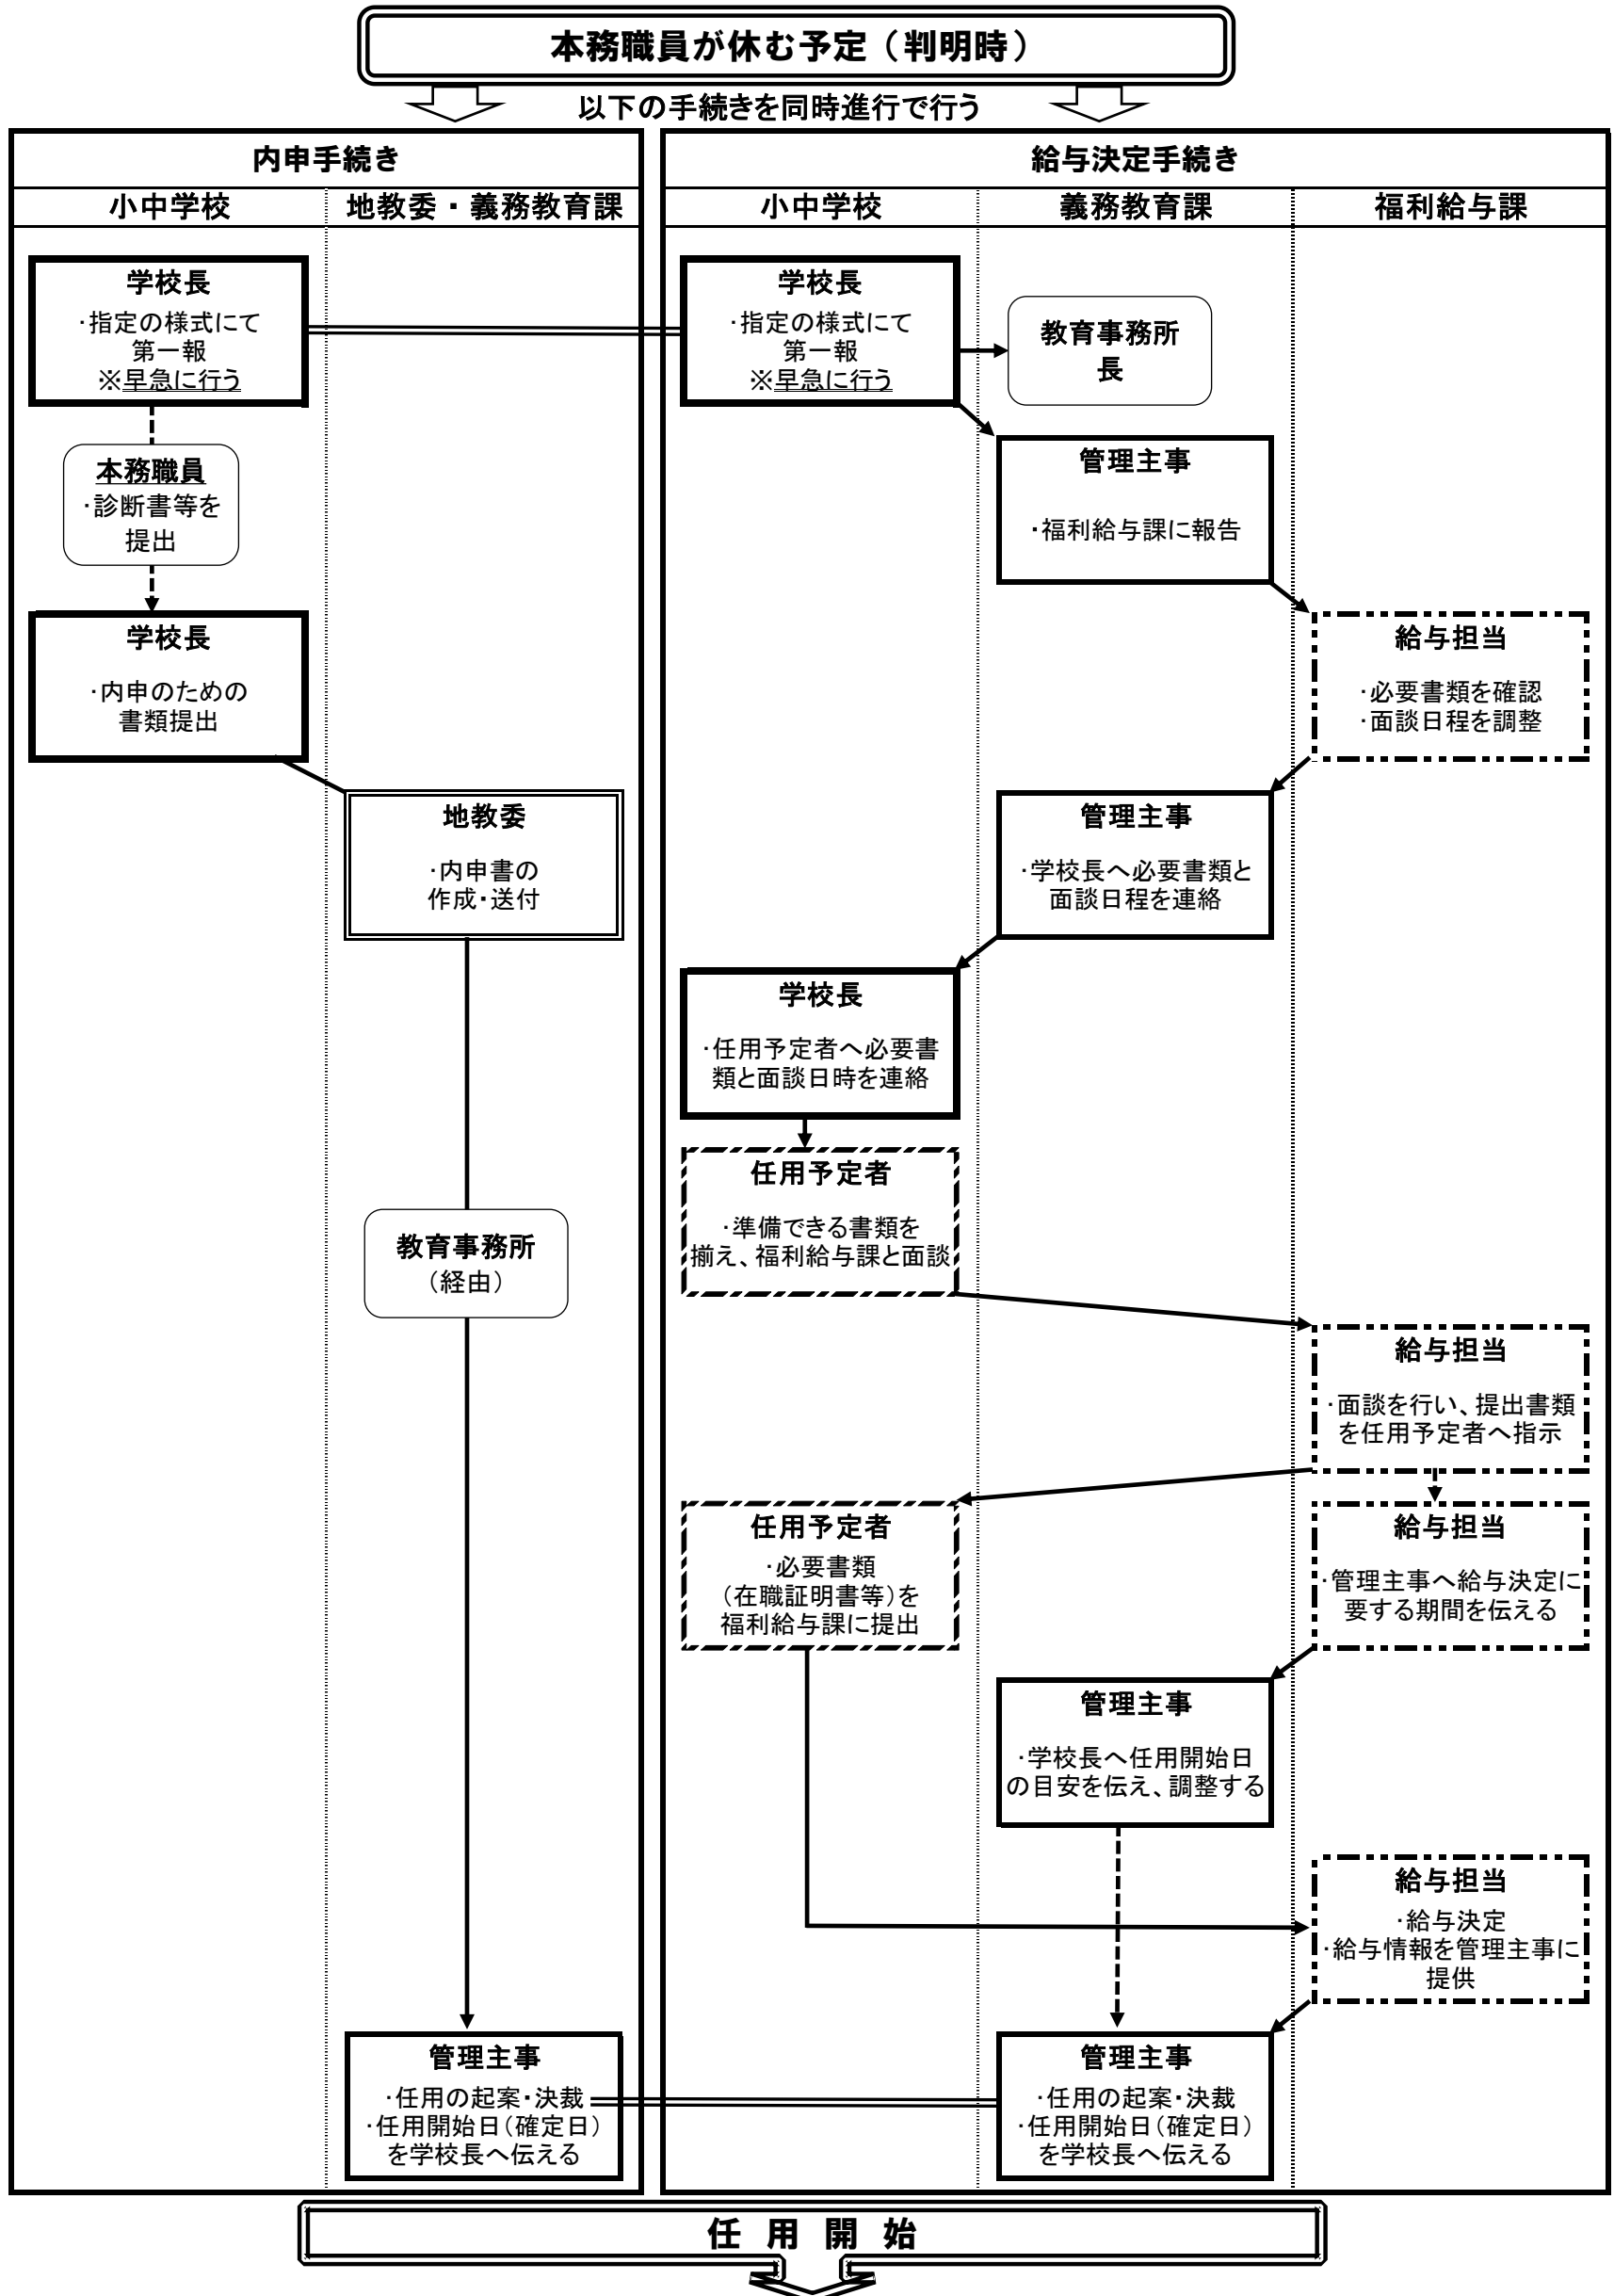 本務職員が休む予定（判明時）
以下の手続きを同時進行で行う
内申手続き
小中学校
地教委・義務教育課
学校長
・指定の様式にて
第一報
※早急に行う
本務職員
・診断書等を
提出
学校長
・内申のための
書類提出
地教委
・内申書の
作成・送付
教育事務所
（経由）
管理主事
・任用の起案・決裁
・任用開始日（確定日）
を学校長へ伝える
給与決定手続き
小中学校
義務教育課
福利給与課
学校長
・指定の様式にて
第一報
※早急に行う
教育事務所
長
管理主事
・福利給与課に報告
給与担当
・必要書類を確認
・面談日程を調整
管理主事
・学校長へ必要書類と
面談日程を連絡
学校長
・任用予定者へ必要書
類と面談日時を連絡
任用予定者
・準備できる書類を
揃え、福利給与課と面談
給与担当
・面談を行い、提出書類
を任用予定者へ指示
任用予定者
・必要書類
（在職証明書等）を
福利給与課に提出
給与担当
・管理主事へ給与決定に
要する期間を伝える
管理主事
・学校長へ任用開始日
の目安を伝え、調整する
給与担当
・給与決定
・給与情報を管理主事に
提供
管理主事
・任用の起案・決裁
・任用開始日（確定日）
を学校長へ伝える
任　用　開　始